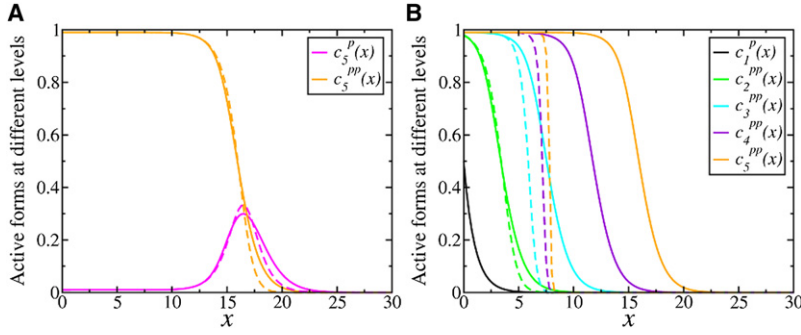 A
Active forms at different levels
1
0.8
0.6
0.4
0.2
0
0 5 10 15 20 25 30
x
c₅ᵖ(x)
c₅ᵖᵖ(x)
B
Active forms at different levels
1
0.8
0.6
0.4
0.2
0
0 5 10 15 20 25 30
x
c₁ᵖ(x)
c₂ᵖᵖ(x)
c₃ᵖᵖ(x)
c₄ᵖᵖ(x)
c₅ᵖᵖ(x)